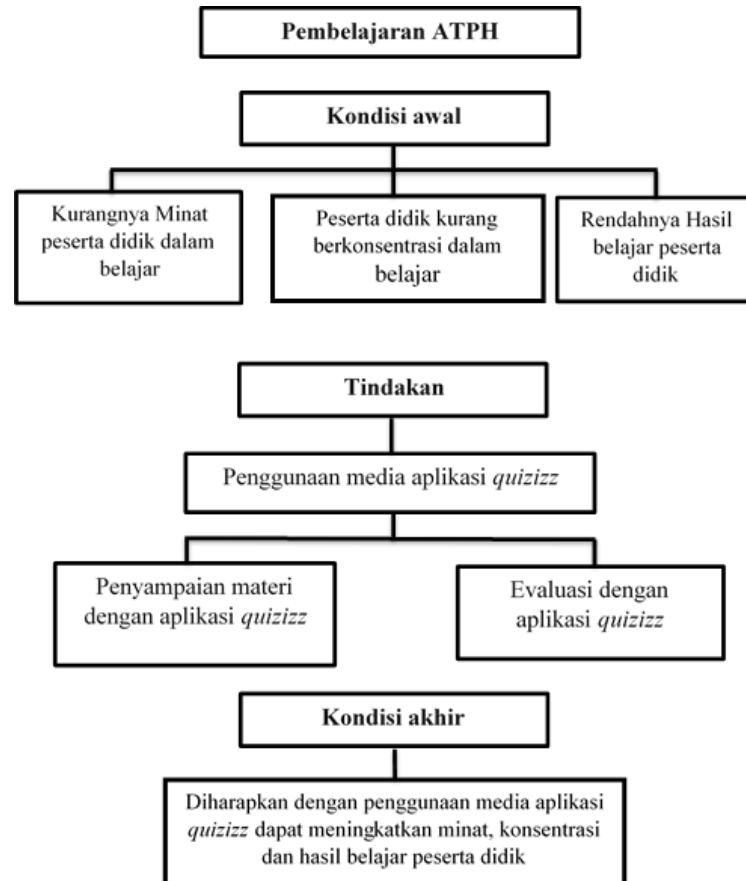 Pembelajaran ATPH
Kondisi awal
Kurangnya Minat
peserta didik dalam
belajar
Peserta didik kurang
berkonsentrasi dalam
belajar
Rendahnya Hasil
belajar peserta
didik
Tindakan
Penggunaan media aplikasi quizizz
Penyampaian materi
dengan aplikasi quizizz
Evaluasi dengan
aplikasi quizizz
Kondisi akhir
Diharapkan dengan penggunaan media aplikasi
quizizz dapat meningkatkan minat, konsentrasi
dan hasil belajar peserta didik